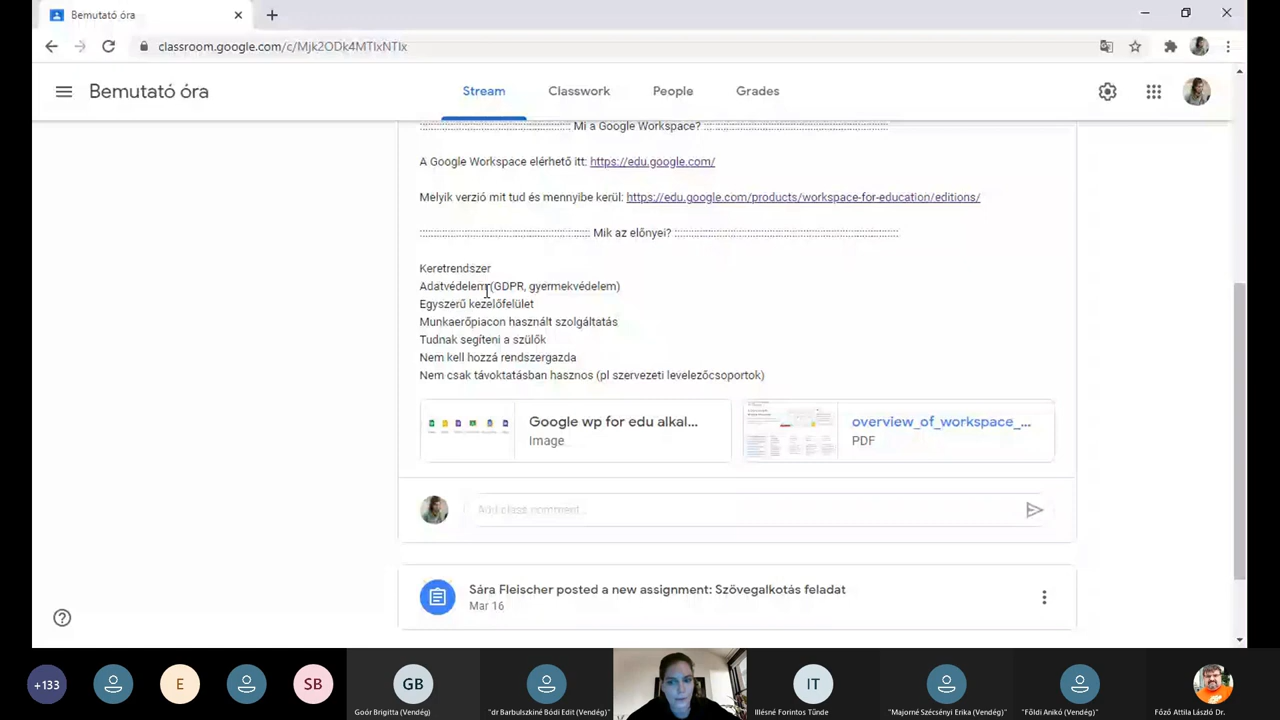 Bemutató óra
classroom.google.com/c/Mjk2ODk4MTIxNTIx
Bemutató óra
Stream
Classwork
People
Grades
:::::::::::::::::::::::::::::::::::::::::::::::::::::: Mi a Google Workspace? ::::::::::::::::::::::::::::::::::::::::::::::::::::::::::::::::
A Google Workspace elérhető itt: https://edu.google.com/
Melyik verzió mit tud és mennyibe kerül: https://edu.google.com/products/workspace-for-education/editions/
:::::::::::::::::::::::::::::::::::::::::::::::::::::::::::: Mik az előnyei? ::::::::::::::::::::::::::::::::::::::::::::::::::::::::::::::::::::::::::::::
Keretrendszer
Adatvédelem (GDPR, gyermekvédelem)
Egyszerű kezelőfelület
Munkaerőpiacon használt szolgáltatás
Tudnak segíteni a szülők
Nem kell hozzá rendszergazda
Nem csak távoktatásban hasznos (pl szervezeti levelezőcsoportok)
Google wp for edu alkal...
Image
overview_of_workspace_...
PDF
Add class comment...
Sára Fleischer posted a new assignment: Szövegalkotás feladat
Mar 16
+133
E
SB
GB
IT
Goór Brigitta (Vendég)
"dr Barbulszkiné Bódi Edit" (Vendég)"
Illésné Forintos Tünde
"Majorné Szécsényi Erika (Vendég)"
"Földi Anikó (Vendég)"
Főző Attila László Dr.